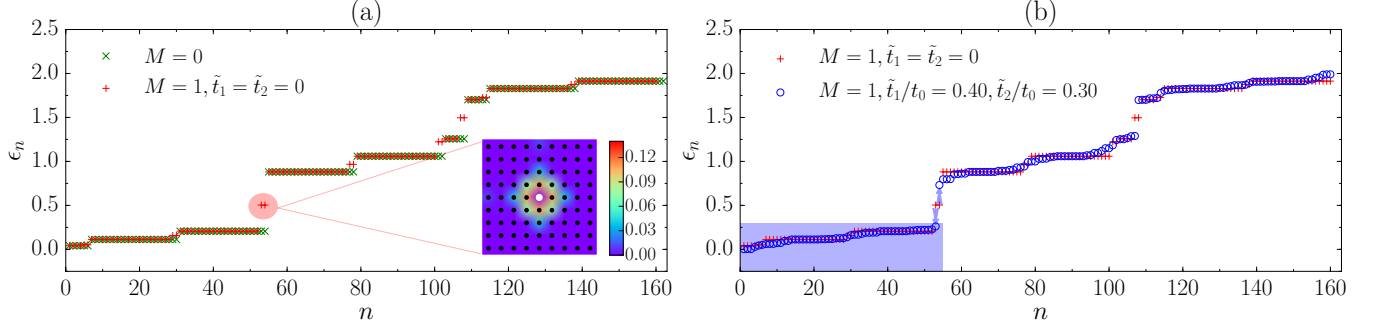 (a)
2.5
2.0
1.5
1.0
0.5
0.0
ϵₙ
× M = 0
+ M = 1, t̃₁ = t̃₂ = 0
0.12
0.09
0.06
0.03
0.00
0 20 40 60 80 100 120 140 160
n
(b)
2.5
2.0
1.5
1.0
0.5
0.0
ϵₙ
+ M = 1, t̃₁ = t̃₂ = 0
○ M = 1, t̃₁/t₀ = 0.40, t̃₂/t₀ = 0.30
0 20 40 60 80 100 120 140 160
n